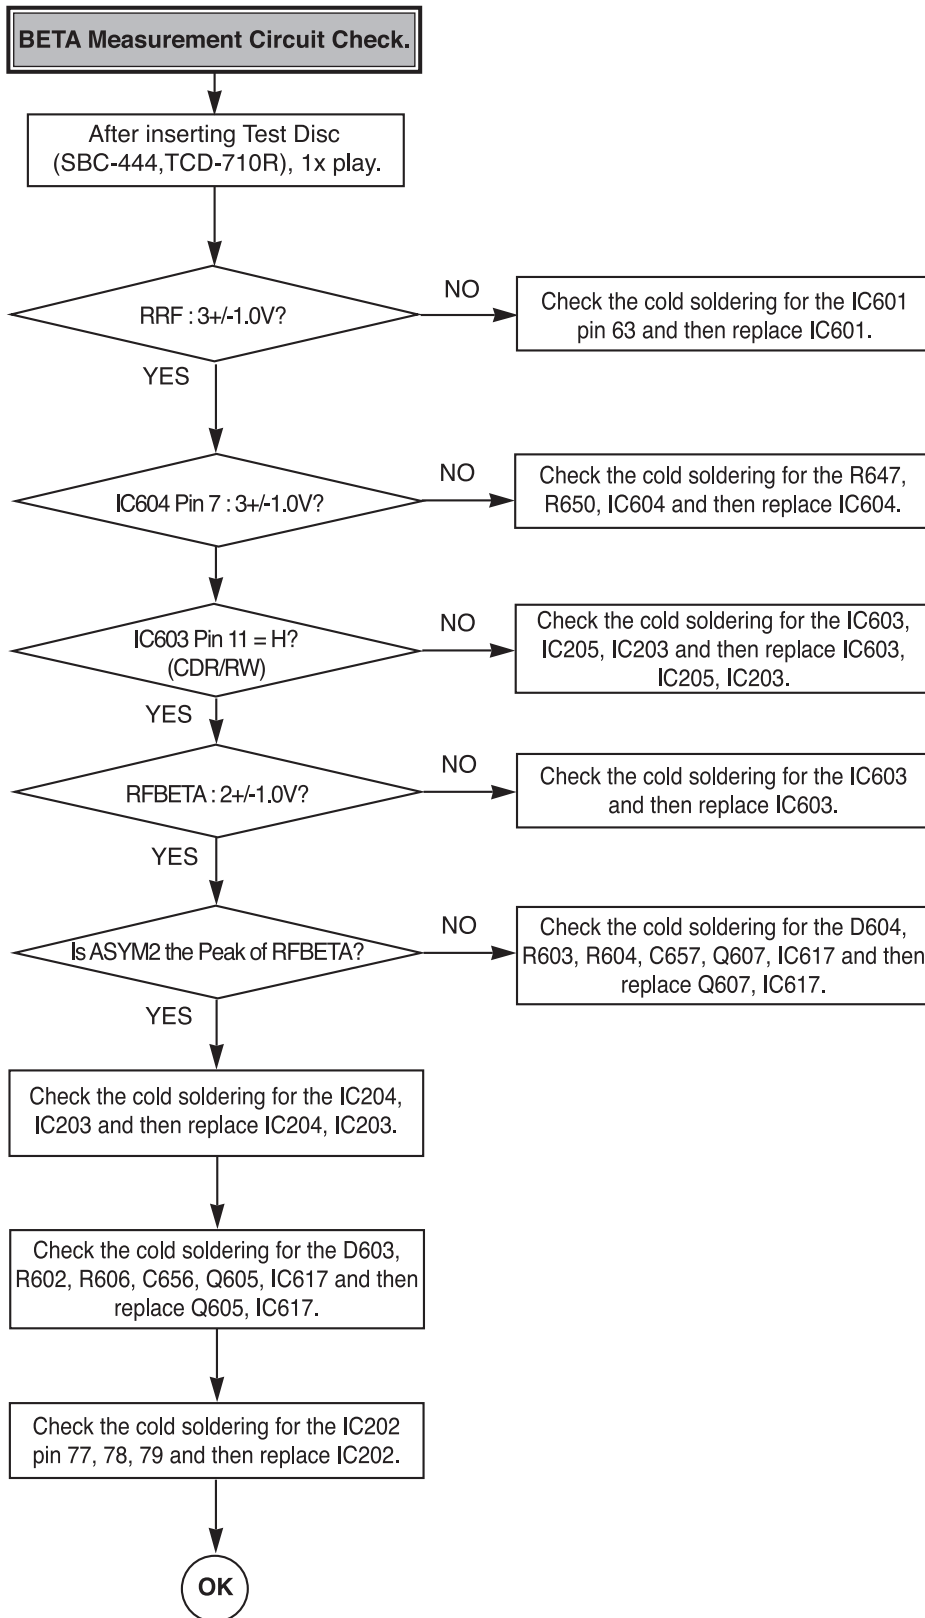 BETA Measurement Circuit Check.
After inserting Test Disc
(SBC-444,TCD-710R), 1x play.
RRF : 3+/-1.0V?
NO
Check the cold soldering for the IC601
pin 63 and then replace IC601.
YES
IC604 Pin 7 : 3+/-1.0V?
NO
Check the cold soldering for the R647,
R650, IC604 and then replace IC604.
IC603 Pin 11 = H?
(CDR/RW)
NO
Check the cold soldering for the IC603,
IC205, IC203 and then replace IC603,
IC205, IC203.
YES
RFBETA : 2+/-1.0V?
NO
Check the cold soldering for the IC603
and then replace IC603.
YES
Is ASYM2 the Peak of RFBETA?
NO
Check the cold soldering for the D604,
R603, R604, C657, Q607, IC617 and then
replace Q607, IC617.
YES
Check the cold soldering for the IC204,
IC203 and then replace IC204, IC203.
Check the cold soldering for the D603,
R602, R606, C656, Q605, IC617 and then
replace Q605, IC617.
Check the cold soldering for the IC202
pin 77, 78, 79 and then replace IC202.
OK